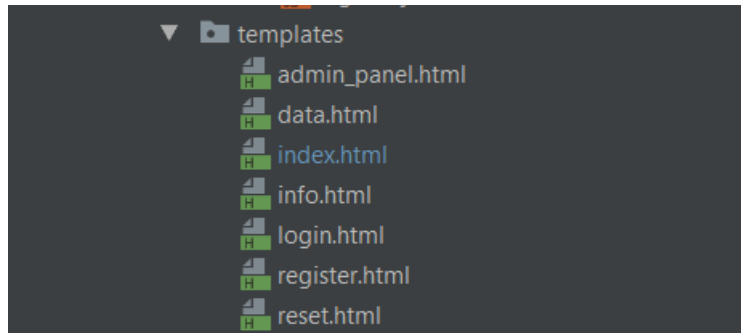 templates
admin_panel.html
data.html
index.html
info.html
login.html
register.html
reset.html